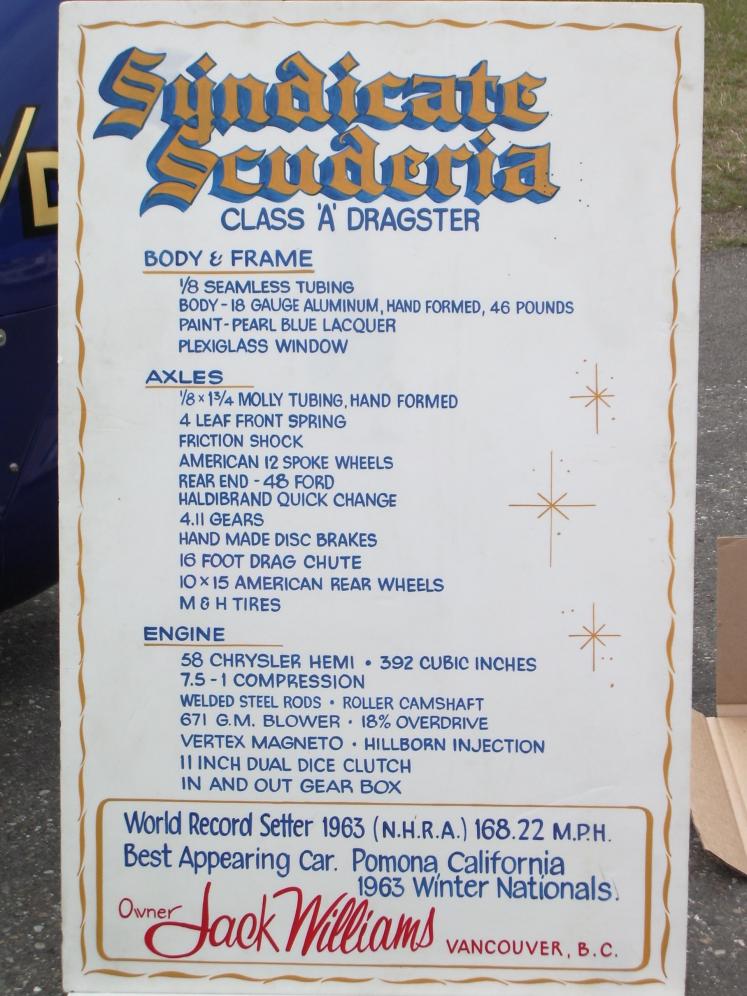 Syndicate
Scuderia
CLASS 'A' DRAGSTER
BODY & FRAME
1/8 SEAMLESS TUBING
BODY - 18 GAUGE ALUMINUM, HAND FORMED, 46 POUNDS
PAINT - PEARL BLUE LACQUER
PLEXIGLASS WINDOW
AXLES
1/8 x 1 3/4 MOLLY TUBING, HAND FORMED
4 LEAF FRONT SPRING
FRICTION SHOCK
AMERICAN 12 SPOKE WHEELS
REAR END - 48 FORD
HALDIBRAND QUICK CHANGE
4.11 GEARS
HAND MADE DISC BRAKES
16 FOOT DRAG CHUTE
10 x 15 AMERICAN REAR WHEELS
M & H TIRES
ENGINE
58 CHRYSLER HEMI • 392 CUBIC INCHES
7.5 - 1 COMPRESSION
WELDED STEEL RODS • ROLLER CAMSHAFT
671 G.M. BLOWER • 18% OVERDRIVE
VERTEX MAGNETO • HILLBORN INJECTION
11 INCH DUAL DICE CLUTCH
IN AND OUT GEAR BOX
World Record Setter 1963 (N.H.R.A.) 168.22 M.P.H.
Best Appearing Car. Pomona, California
1963 Winter Nationals.
Owner Jack Williams VANCOUVER, B.C.